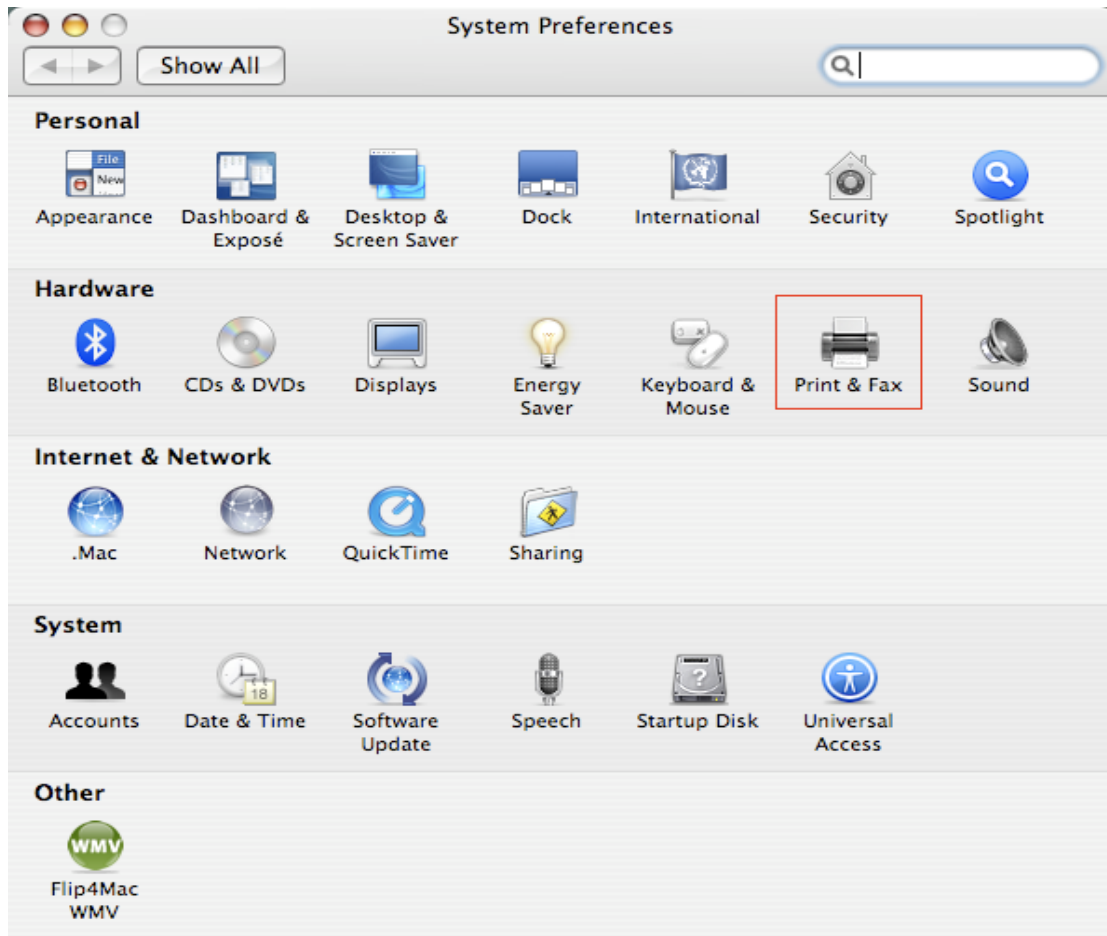 System Preferences
Show All
Personal
File
New
Appearance
Dashboard &
Exposé
Desktop &
Screen Saver
Dock
International
Security
Spotlight
Hardware
Bluetooth
CDs & DVDs
Displays
Energy
Saver
Keyboard &
Mouse
Print & Fax
Sound
Internet & Network
.Mac
Network
QuickTime
Sharing
System
18
?
Accounts
Date & Time
Software
Update
Speech
Startup Disk
Universal
Access
Other
WMV
Flip4Mac
WMV